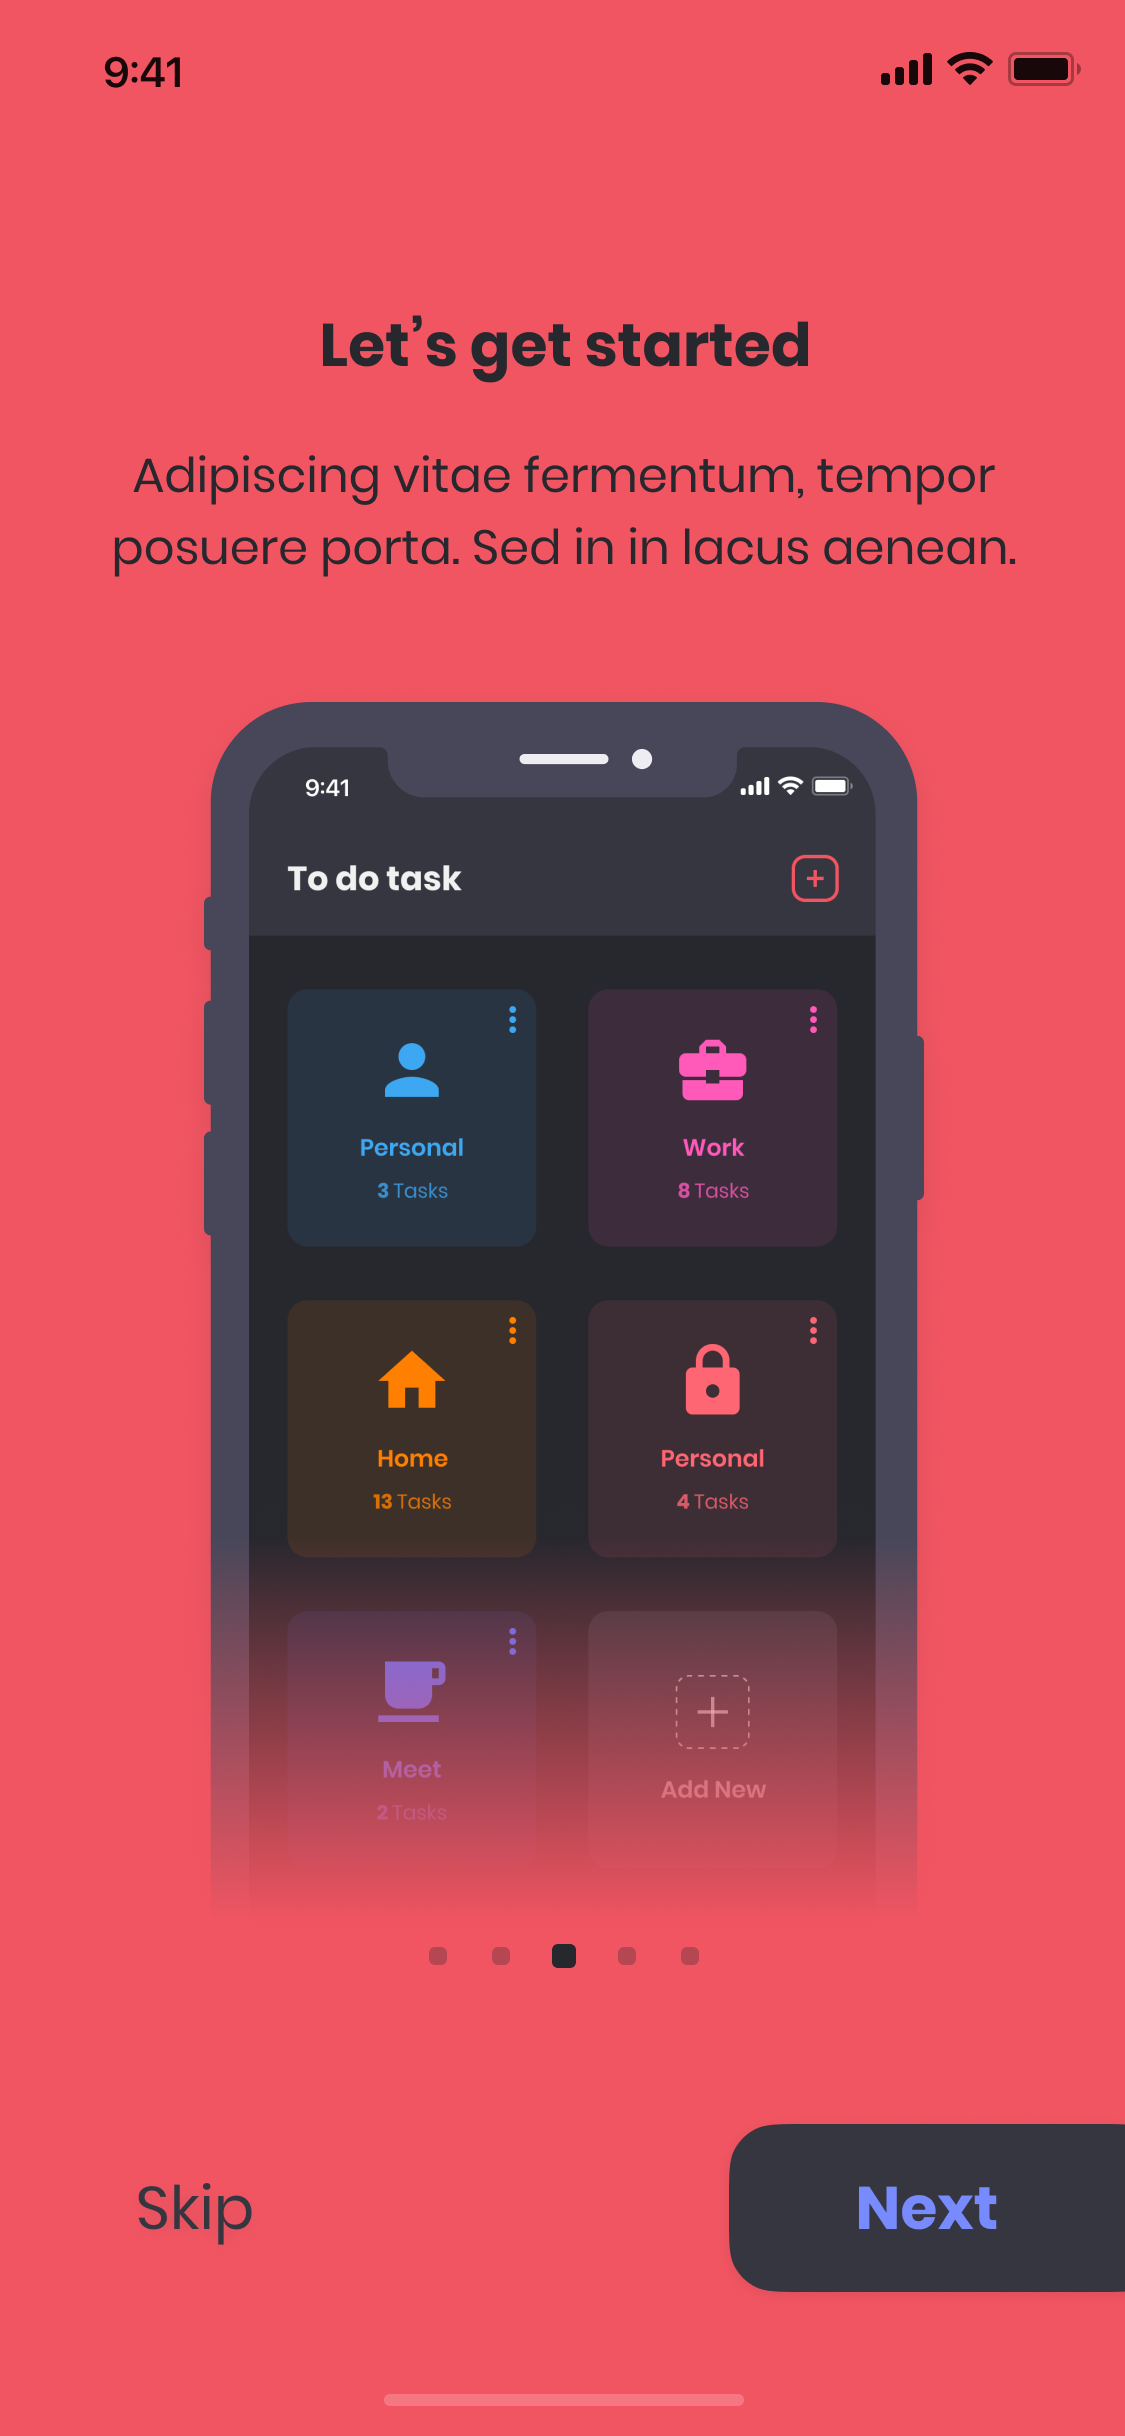 9:41
Let’s get started
Adipiscing vitae fermentum, tempor
posuere porta. Sed in in lacus aenean.
9:41
To do task
Personal
3 Tasks
Work
8 Tasks
Home
13 Tasks
Personal
4 Tasks
Meet
2 Tasks
Add New
Skip
Next